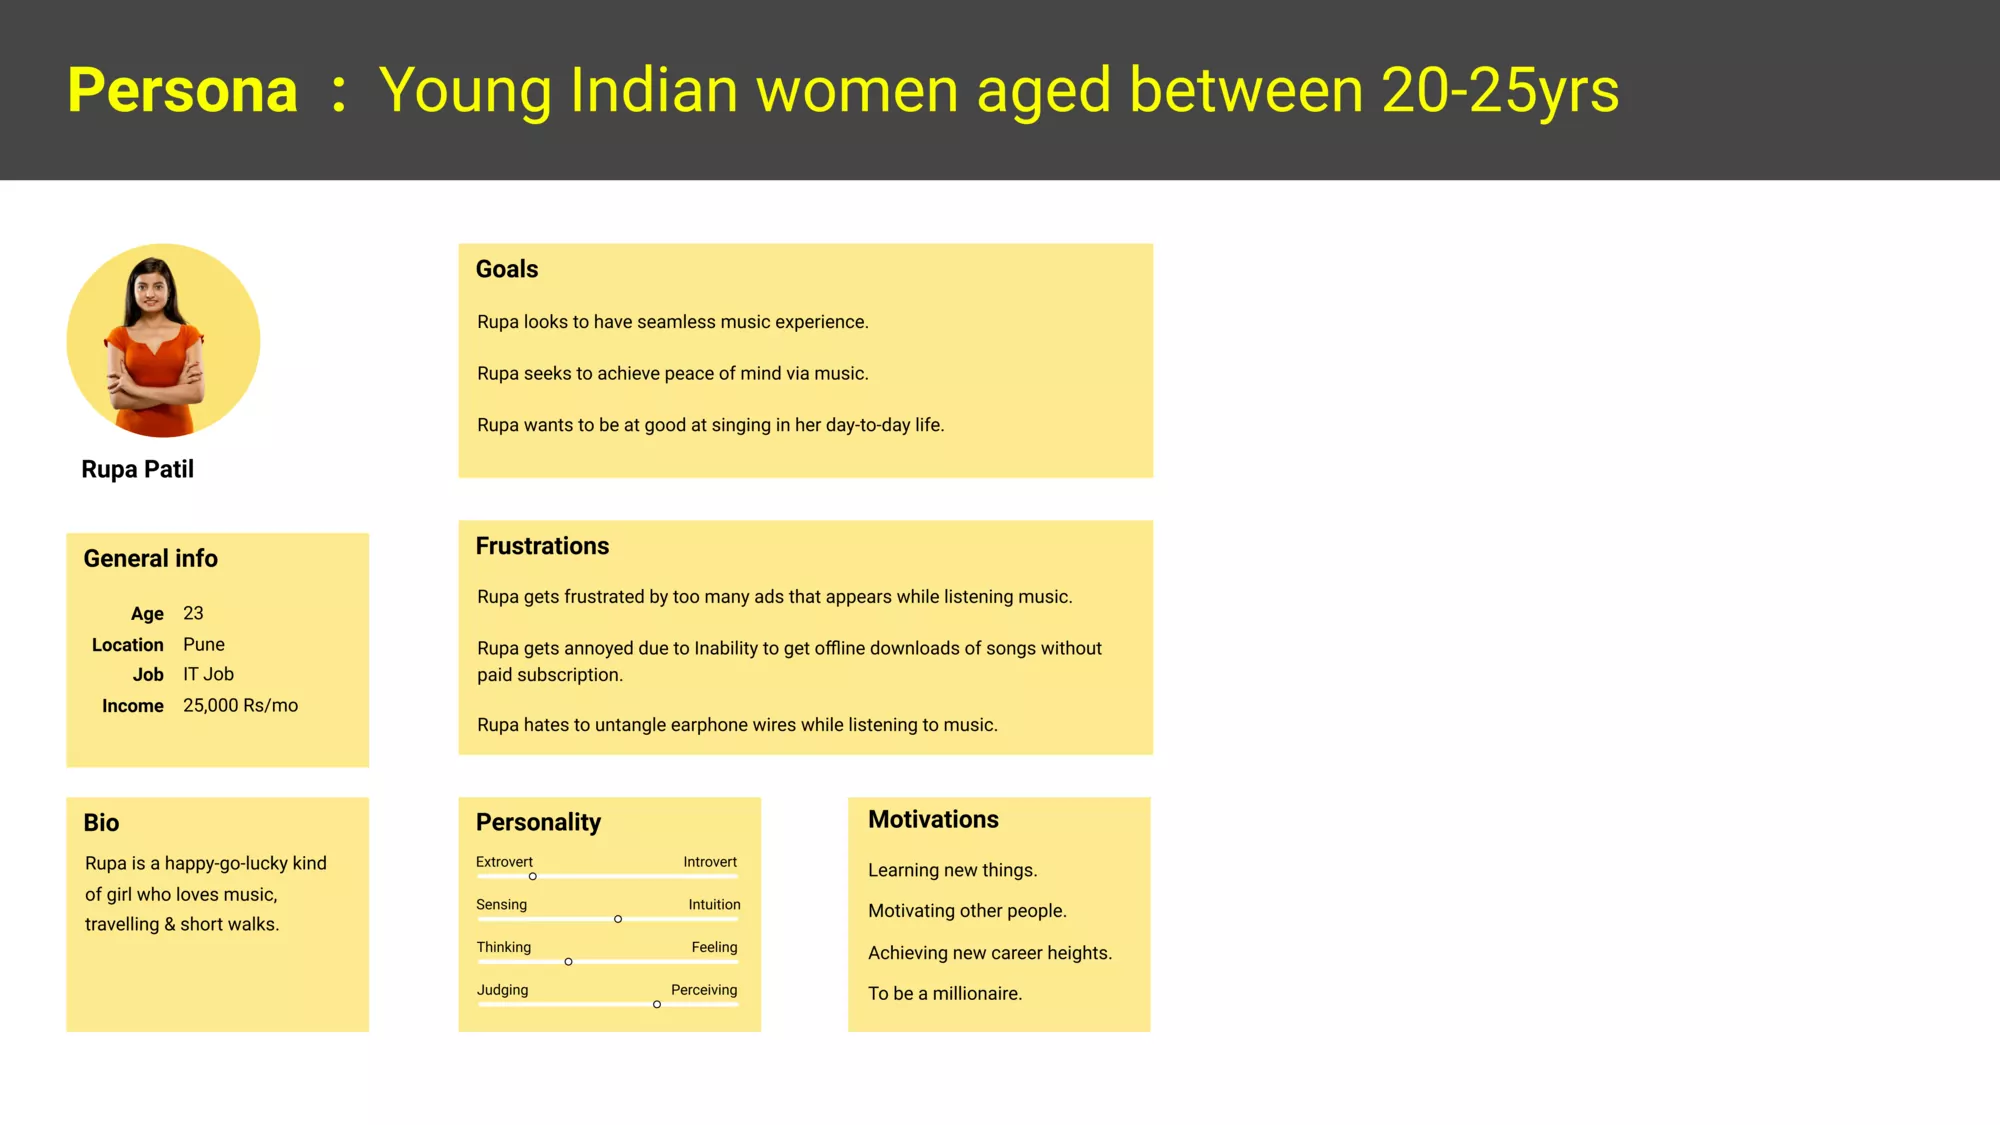 Persona : Young Indian women aged between 20-25yrs
Rupa Patil
General info
Age 23
Location Pune
Job IT Job
Income 25,000 Rs/mo
Bio
Rupa is a happy-go-lucky kind
of girl who loves music,
travelling & short walks.
Goals
Rupa looks to have seamless music experience.
Rupa seeks to achieve peace of mind via music.
Rupa wants to be at good at singing in her day-to-day life.
Frustrations
Rupa gets frustrated by too many ads that appears while listening music.
Rupa gets annoyed due to Inability to get offline downloads of songs without
paid subscription.
Rupa hates to untangle earphone wires while listening to music.
Personality
Extrovert Introvert
Sensing Intuition
Thinking Feeling
Judging Perceiving
Motivations
Learning new things.
Motivating other people.
Achieving new career heights.
To be a millionaire.